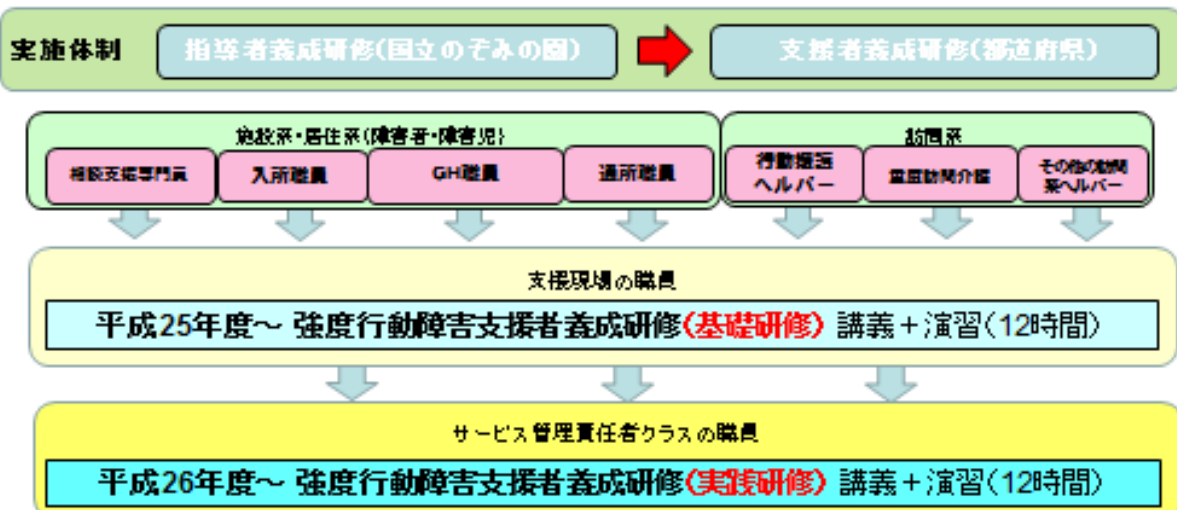 実施体制
指導者養成研修(国立のぞみの園)
支援者養成研修(都道府県)
施設系・居住系(障害者・障害児)
訪問系
相談支援専門員
入所職員
GH職員
通所職員
行動援護
ヘルパー
重度訪問介護
その他の訪問
系ヘルパー
支援現場の職員
平成25年度～ 強度行動障害支援者養成研修(基礎研修) 講義＋演習(12時間)
サービス管理責任者クラスの職員
平成26年度～ 強度行動障害支援者養成研修(実践研修) 講義＋演習(12時間)